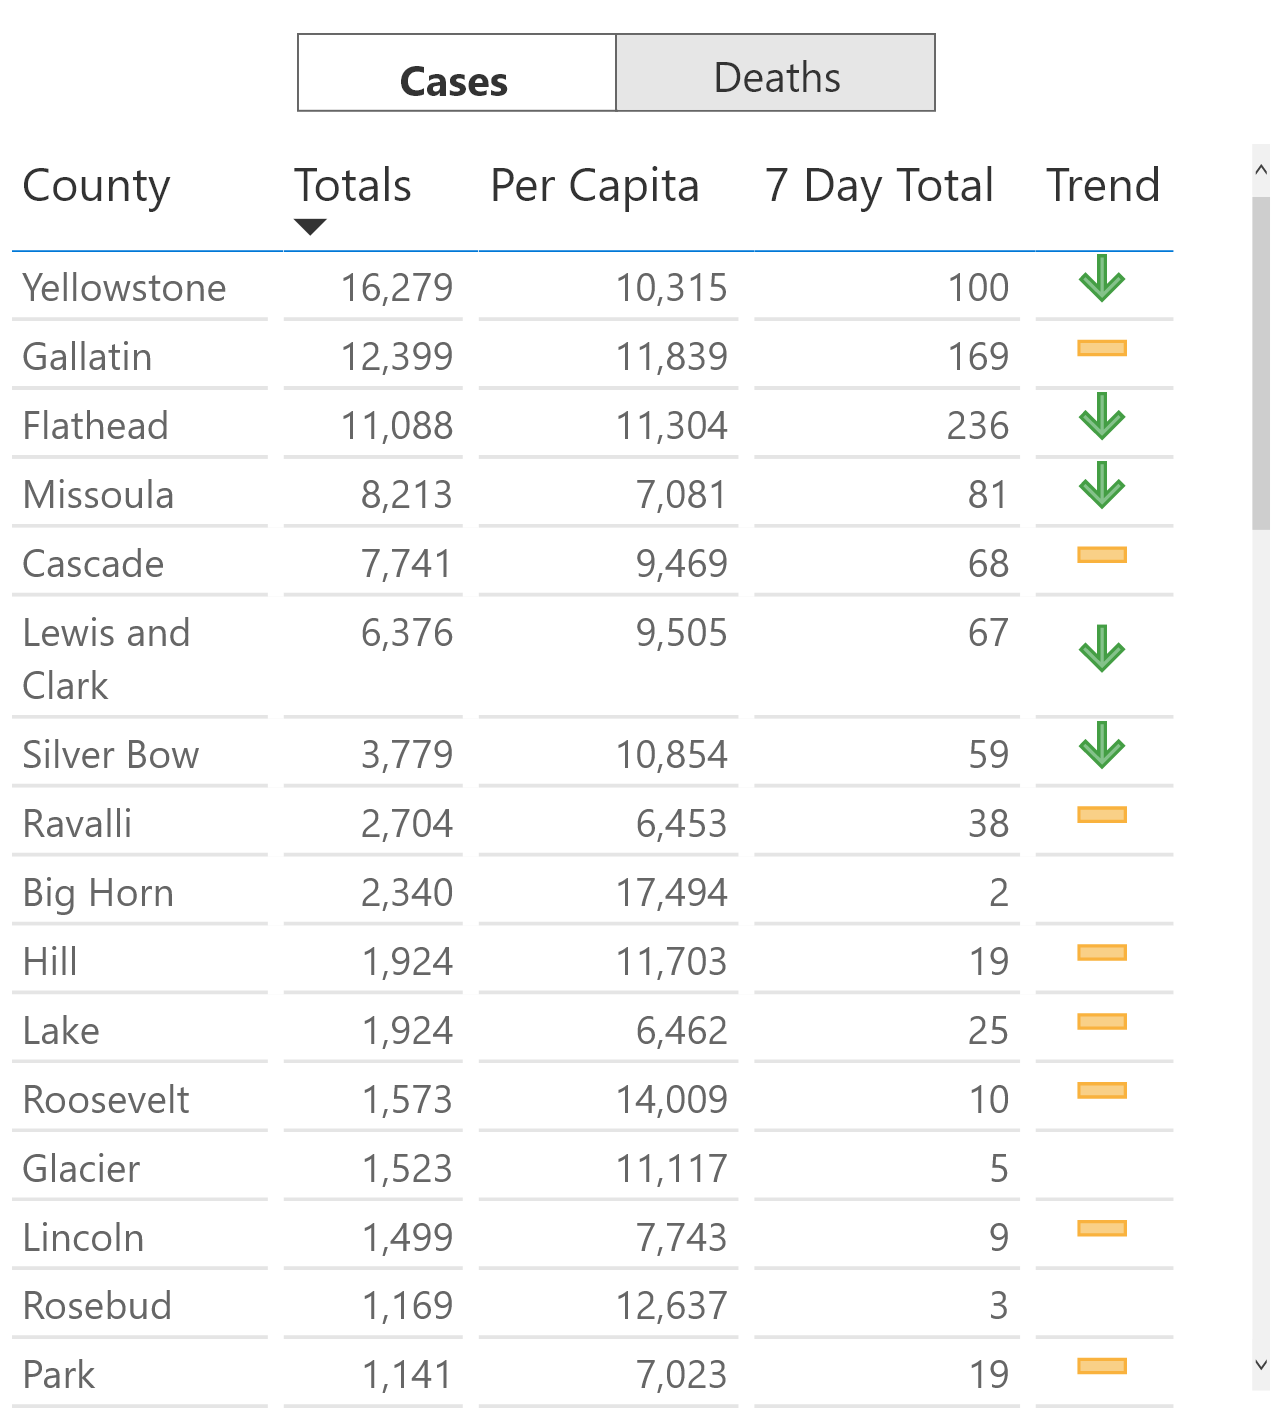 Cases Deaths
County Totals Per Capita 7 Day Total Trend
Yellowstone 16,279 10,315 100
Gallatin 12,399 11,839 169
Flathead 11,088 11,304 236
Missoula 8,213 7,081 81
Cascade 7,741 9,469 68
Lewis and 6,376 9,505 67
Clark
Silver Bow 3,779 10,854 59
Ravalli 2,704 6,453 38
Big Horn 2,340 17,494 2
Hill 1,924 11,703 19
Lake 1,924 6,462 25
Roosevelt 1,573 14,009 10
Glacier 1,523 11,117 5
Lincoln 1,499 7,743 9
Rosebud 1,169 12,637 3
Park 1,141 7,023 19